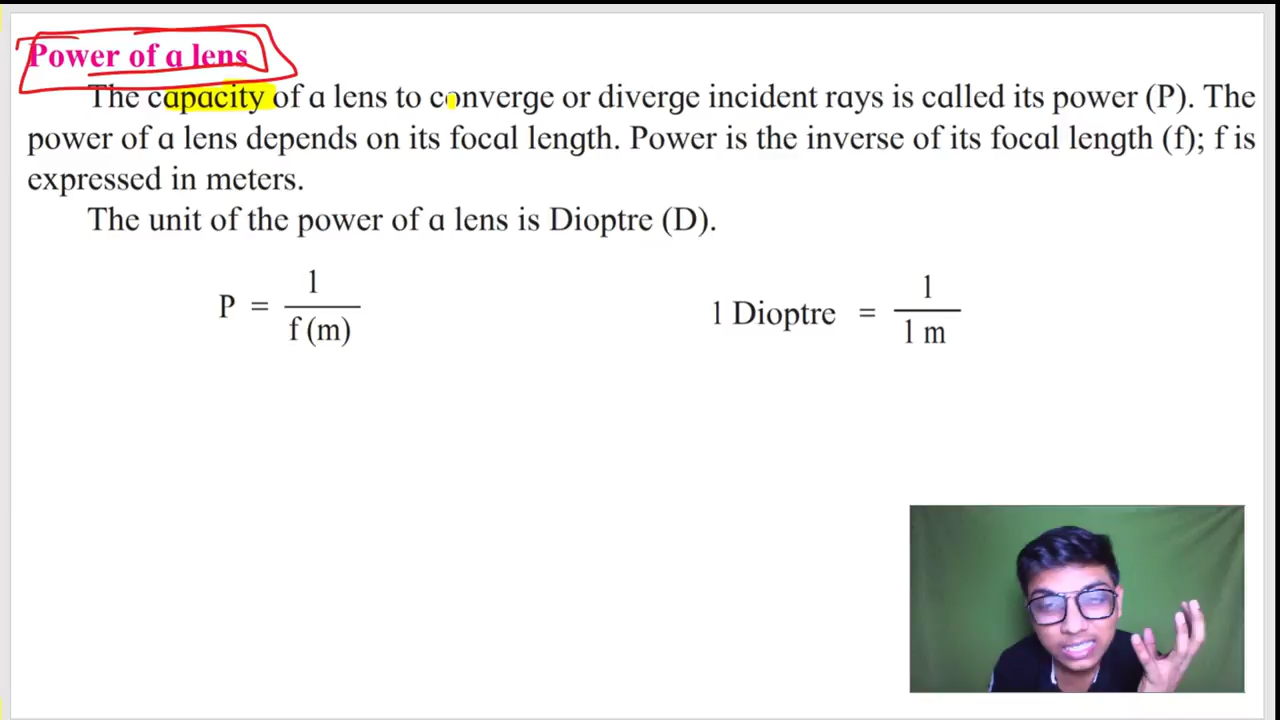 Power of a lens
The capacity of a lens to converge or diverge incident rays is called its power (P). The
power of a lens depends on its focal length. Power is the inverse of its focal length (f); f is
expressed in meters.
The unit of the power of a lens is Dioptre (D).
P = 1 / f (m)
1 Dioptre = 1 / 1 m